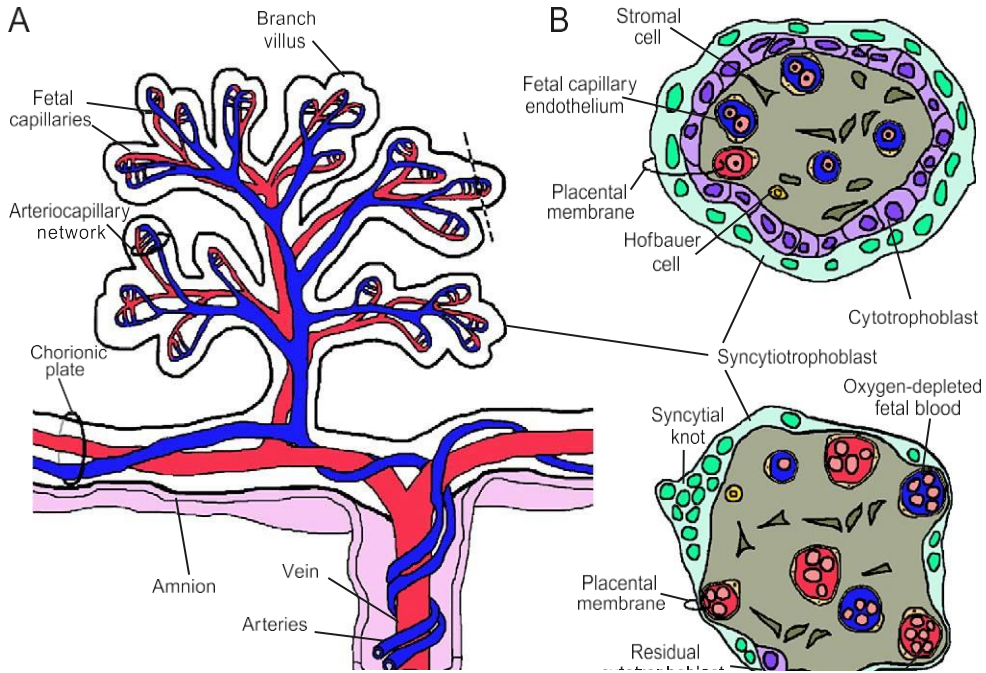 A
Branch
villus
Fetal
capillaries
Arteriocapillary
network
Chorionic
plate
Amnion
Vein
Arteries
B
Stromal
cell
Fetal capillary
endothelium
Placental
membrane
Hofbauer
cell
Cytotrophoblast
Syncytiotrophoblast
Oxygen-depleted
fetal blood
Syncytial
knot
Placental
membrane
Residual